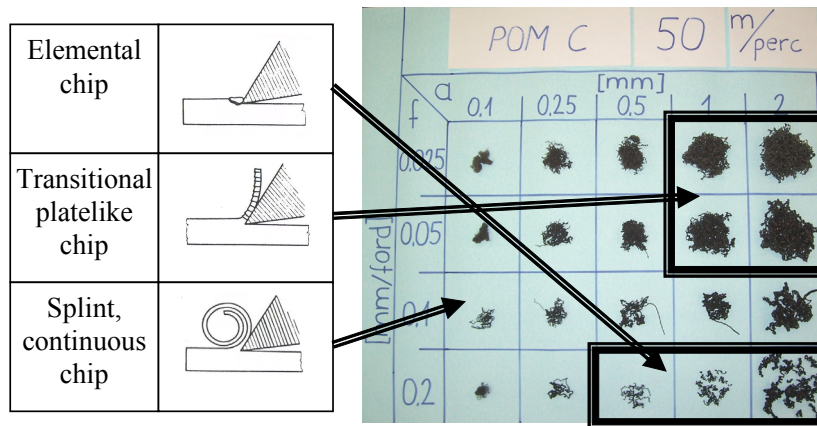 Elemental
chip
Transitional
platelike
chip
Splint,
continuous
chip
POM C 50 m/perc
a [mm]
f 0,1 0,25 0,5 1 2
0,025
0,05
0,1
0,2
[mm/ford]